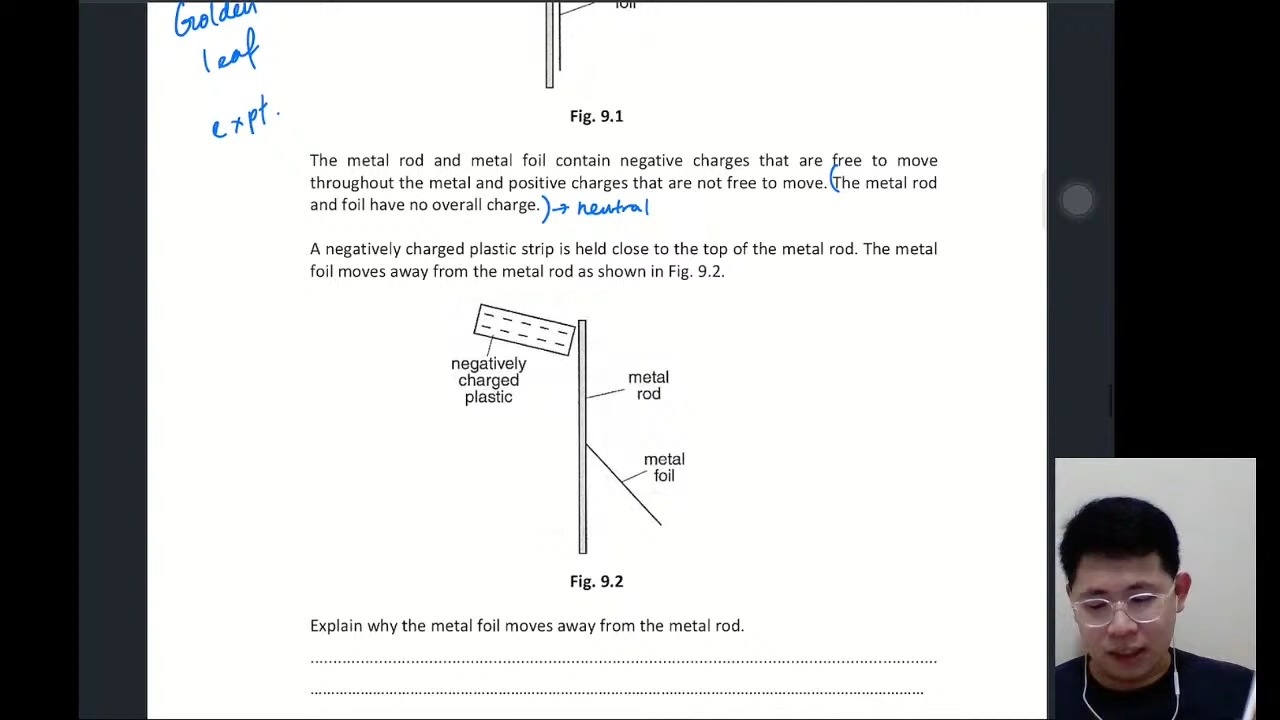 Golden
leaf
expt.
foil
Fig. 9.1
The metal rod and metal foil contain negative charges that are free to move
throughout the metal and positive charges that are not free to move. (The metal rod
and foil have no overall charge.) → neutral
A negatively charged plastic strip is held close to the top of the metal rod. The metal
foil moves away from the metal rod as shown in Fig. 9.2.
negatively
charged
plastic
metal
rod
metal
foil
Fig. 9.2
Explain why the metal foil moves away from the metal rod.